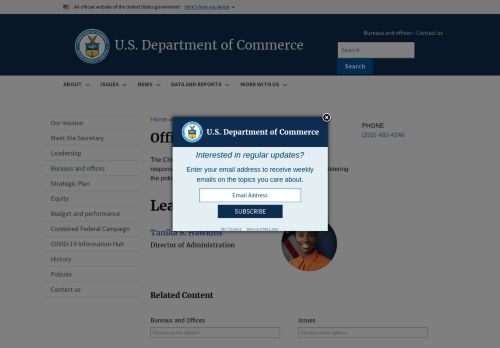 An official website of the United States government Here's how you know
Bureaus and offices - Contact us
U.S. Department of Commerce
Search
Search
ABOUT
ISSUES
NEWS
DATA AND REPORTS
WORK WITH US
Our mission
Meet the Secretary
Leadership
Bureaus and offices
Strategic Plan
Equity
Budget and performance
Combined Federal Campaign
COVID-19 Information Hub
History
Policies
Contact us
Home
Offi
The Ch
respons
istering
the poli
PHONE
(202)-482-4246
U.S. Department of Commerce
Interested in regular updates?
Enter your email address to receive weekly
emails on the topics you care about.
Email Address
SUBSCRIBE
No Thanks Remind Me Later
Lea
Tanika S. Hawkins
Director of Administration
Related Content
Bureaus and Offices
Choose some options
Issues
Choose some options